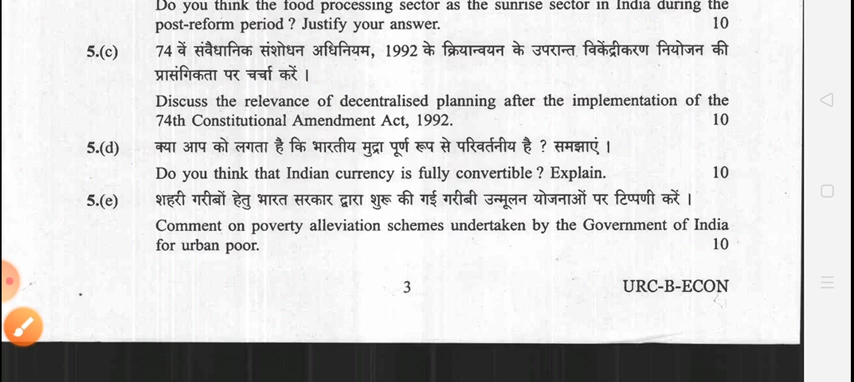 Do you think the food processing sector as the sunrise sector in India during the
post-reform period ? Justify your answer. 10
5.(c) 74 वें संवैधानिक संशोधन अधिनियम, 1992 के क्रियान्वयन के उपरान्त विकेंद्रीकरण नियोजन की
प्रासंगिकता पर चर्चा करें ।
Discuss the relevance of decentralised planning after the implementation of the
74th Constitutional Amendment Act, 1992. 10
5.(d) क्या आप को लगता है कि भारतीय मुद्रा पूर्ण रूप से परिवर्तनीय है ? समझाएं ।
Do you think that Indian currency is fully convertible ? Explain. 10
5.(e) शहरी गरीबों हेतु भारत सरकार द्वारा शुरू की गई गरीबी उन्मूलन योजनाओं पर टिप्पणी करें ।
Comment on poverty alleviation schemes undertaken by the Government of India
for urban poor. 10
3 URC-B-ECON